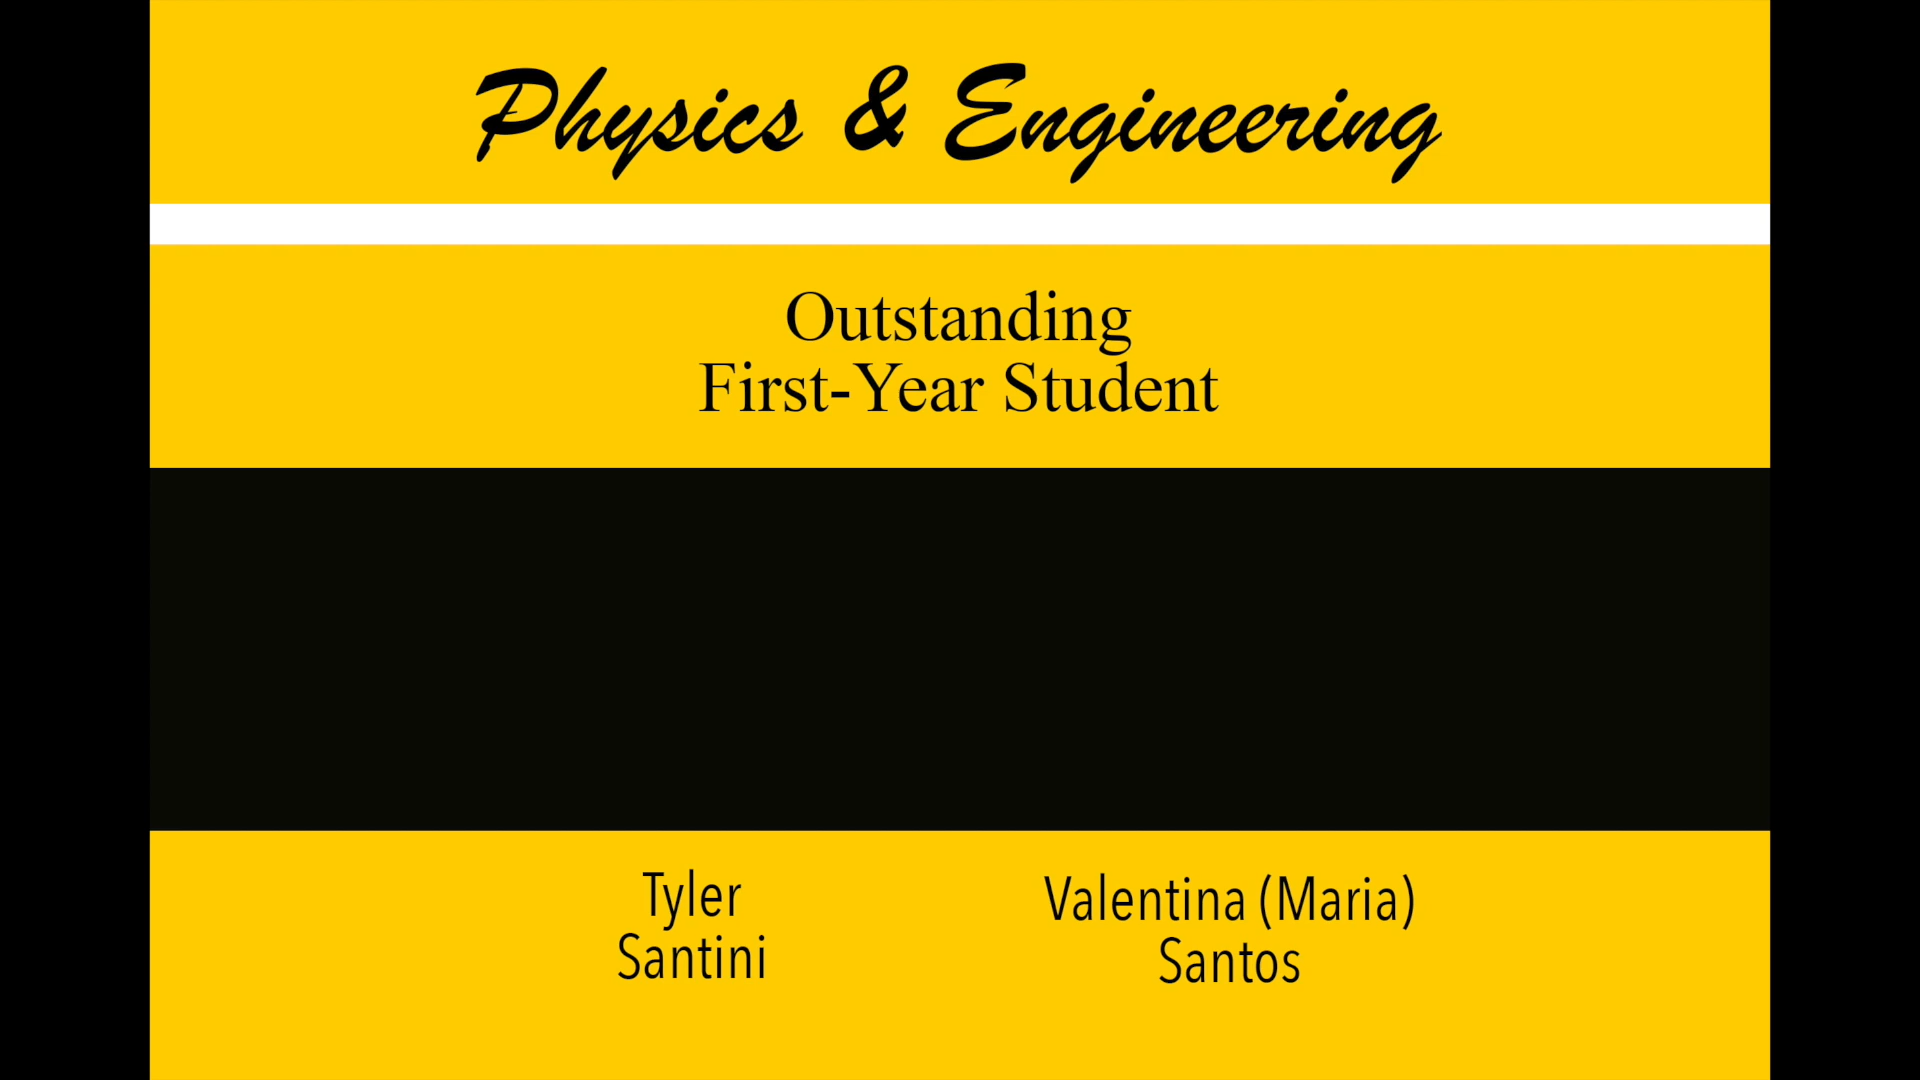 Physics & Engineering
Outstanding
First-Year Student
Tyler
Santini
Valentina (Maria)
Santos